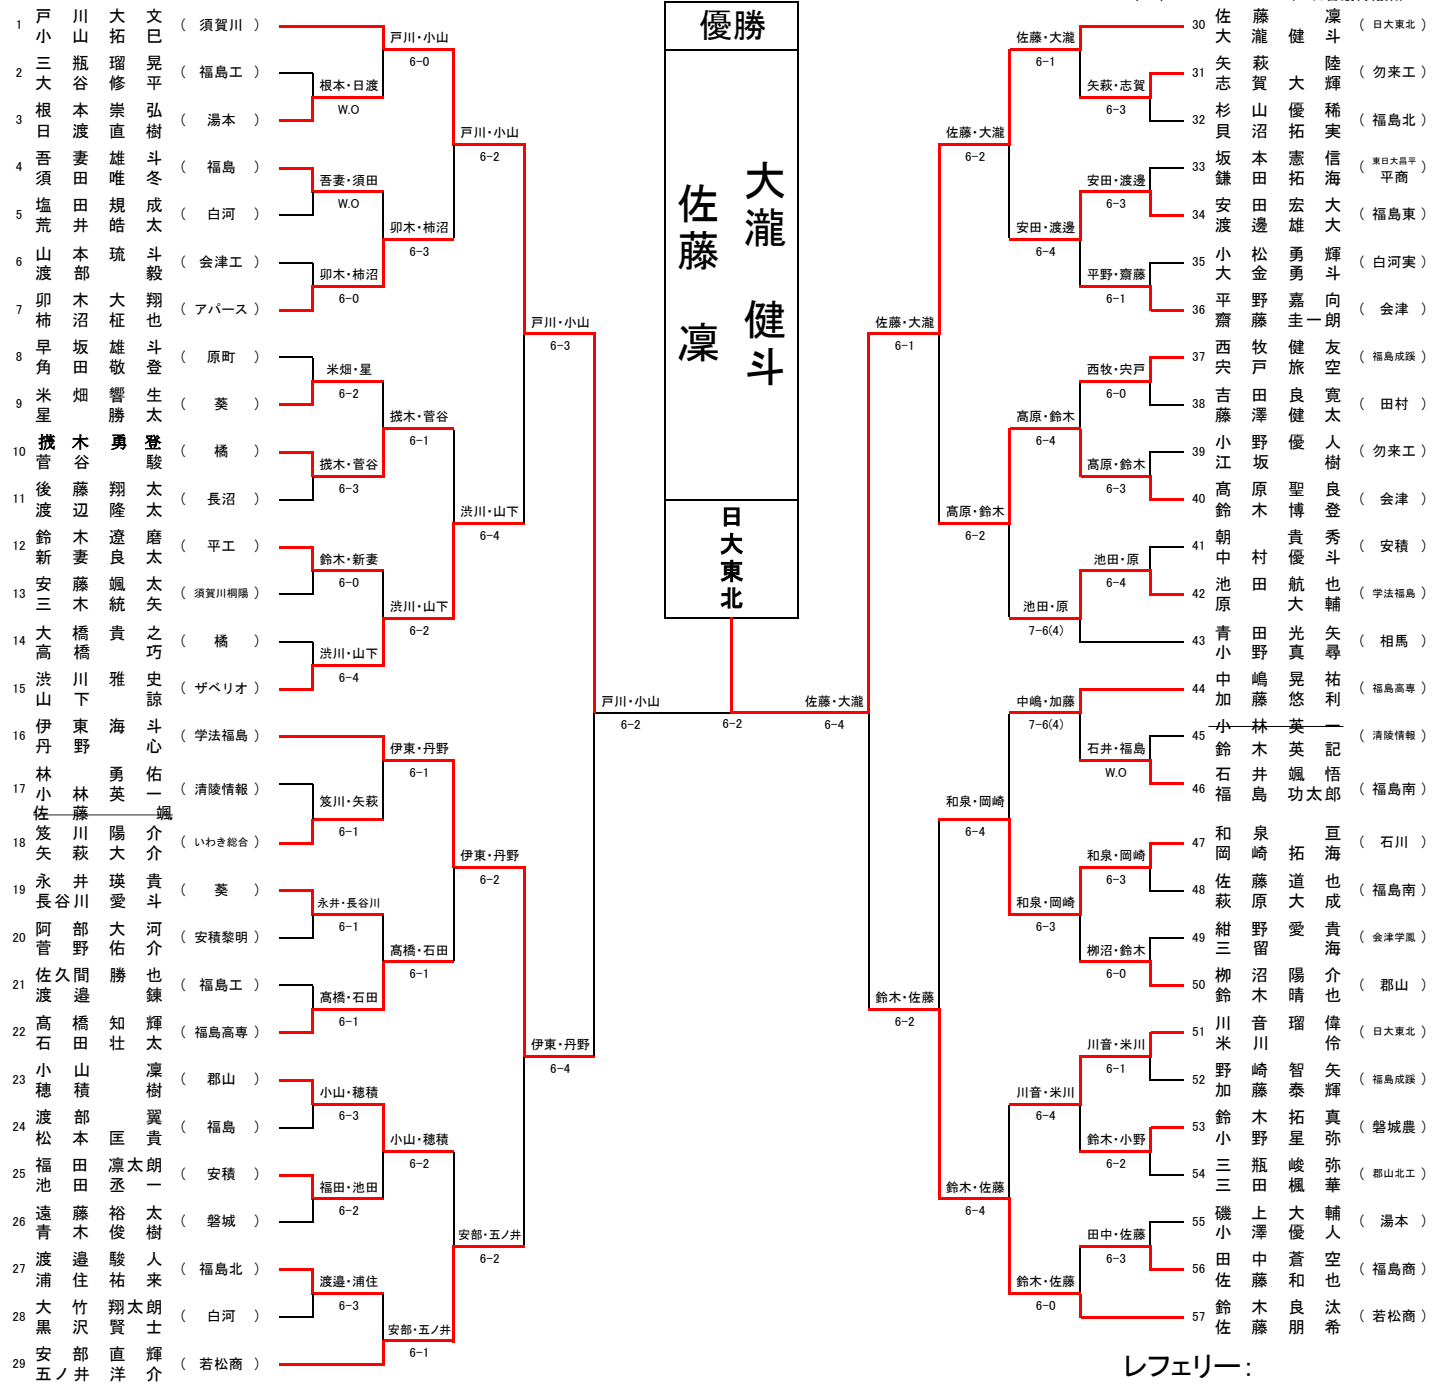 優勝
大瀧 健斗
佐藤 凜
日大東北
1 戸川大文 小山拓巳 （ 須賀川 ）
2 三瓶瑠晃 大谷修平 （ 福島工 ）
3 根本崇弘 日渡直樹 （ 湯本 ）
4 吾妻雄斗 須田唯冬 （ 福島 ）
5 塩田規成 荒井皓太 （ 白河 ）
6 山本琉斗 渡部毅 （ 会津工 ）
7 卯木大翔 柿沼柾也 （ アパース ）
8 早坂雄斗 角田敬登 （ 原町 ）
9 米畑響生 星勝太 （ 葵 ）
10 擌木勇登 菅谷駿 （ 橘 ）
11 後藤翔太 渡辺隆太 （ 長沼 ）
12 鈴木遼磨 新妻良太 （ 平工 ）
13 安藤颯太 三木統矢 （ 須賀川桐陽 ）
14 大橋貴之 高橋巧 （ 橘 ）
15 渋川雅史 山下諒 （ ザベリオ ）
16 伊東海斗 丹野心 （ 学法福島 ）
17 林勇佑 小林英一 佐藤颯 （ 清陵情報 ）
18 笈川陽介 矢萩大介 （ いわき総合 ）
19 永井瑛貴 長谷川愛斗 （ 葵 ）
20 阿部大河 菅野佑介 （ 安積黎明 ）
21 佐久間勝也 渡邉錬 （ 福島工 ）
22 髙橋知輝 石田壮太 （ 福島高専 ）
23 小山凜 穂積樹 （ 郡山 ）
24 渡部翼 松本匡貴 （ 福島 ）
25 福田凛太朗 池田丞一 （ 安積 ）
26 遠藤裕太 青木俊樹 （ 磐城 ）
27 渡邉駿人 浦住祐来 （ 福島北 ）
28 大竹翔太朗 黒沢賢士 （ 白河 ）
29 安部直輝 五ノ井洋介 （ 若松商 ）
根本・日渡 W.O
吾妻・須田 W.O
卯木・柿沼 6-0
米畑・星 6-2
擌木・菅谷 6-3
鈴木・新妻 6-0
渋川・山下 6-4
笈川・矢萩 6-1
永井・長谷川 6-1
髙橋・石田 6-1
小山・穂積 6-3
福田・池田 6-2
渡邉・浦住 6-3
戸川・小山 6-0
卯木・柿沼 6-3
擌木・菅谷 6-1
渋川・山下 6-2
伊東・丹野 6-1
髙橋・石田 6-1
小山・穂積 6-2
安部・五ノ井 6-1
戸川・小山 6-2
渋川・山下 6-4
伊東・丹野 6-2
安部・五ノ井 6-2
戸川・小山 6-3
伊東・丹野 6-4
戸川・小山 6-2
6-2
佐藤・大瀧 6-4
佐藤・大瀧 6-1
鈴木・佐藤 6-2
佐藤・大瀧 6-2
髙原・鈴木 6-2
和泉・岡崎 6-4
鈴木・佐藤 6-4
佐藤・大瀧 6-1
安田・渡邊 6-4
髙原・鈴木 6-4
池田・原 7-6(4)
中嶋・加藤 7-6(4)
和泉・岡崎 6-3
川音・米川 6-4
鈴木・佐藤 6-0
矢萩・志賀 6-3
安田・渡邊 6-3
平野・齋藤 6-1
西牧・宍戸 6-0
髙原・鈴木 6-3
池田・原 6-4
石井・福島 W.O
和泉・岡崎 6-3
栁沼・鈴木 6-0
川音・米川 6-1
鈴木・小野 6-2
田中・佐藤 6-3
30 佐藤凜 大瀧健斗 （ 日大東北 ）
31 矢萩陸 志賀大輝 （ 勿来工 ）
32 杉山優稀 貝沼拓実 （ 福島北 ）
33 坂本憲信 鎌田拓海 （ 東日大昌平 平商 ）
34 安田宏大 渡邊雄大 （ 福島東 ）
35 小松勇輝 大金勇斗 （ 白河実 ）
36 平野嘉向 齋藤圭一朗 （ 会津 ）
37 西牧健友 宍戸旅空 （ 福島成蹊 ）
38 吉田良寛 藤澤健太 （ 田村 ）
39 小野優人 江坂樹 （ 勿来工 ）
40 髙原聖良 鈴木博登 （ 会津 ）
41 朝貴秀 中村優斗 （ 安積 ）
42 池田航也 原大輔 （ 学法福島 ）
43 青田光矢 小野真尋 （ 相馬 ）
44 中嶋晃祐 加藤悠利 （ 福島高専 ）
45 小林英一 鈴木英記 （ 清陵情報 ）
46 石井颯悟 福島功太郎 （ 福島南 ）
47 和泉亘 岡崎拓海 （ 石川 ）
48 佐藤道也 萩原大成 （ 福島南 ）
49 紺野愛貴 三留海 （ 会津学鳳 ）
50 栁沼陽介 鈴木晴也 （ 郡山 ）
51 川音瑠偉 米川伶 （ 日大東北 ）
52 野崎智矢 加藤泰輝 （ 福島成蹊 ）
53 鈴木拓真 小野星弥 （ 磐城農 ）
54 三瓶峻弥 三田楓華 （ 郡山北工 ）
55 磯上大輔 小澤優人 （ 湯本 ）
56 田中蒼空 佐藤和也 （ 福島商 ）
57 鈴木良汰 佐藤朋希 （ 若松商 ）
レフェリー：